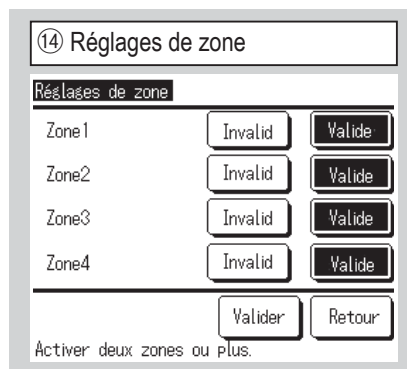 ⑭ Réglages de zone
Réglages de zone
Zone1 Invalid Valide
Zone2 Invalid Valide
Zone3 Invalid Valide
Zone4 Invalid Valide
Valider Retour
Activer deux zones ou plus.